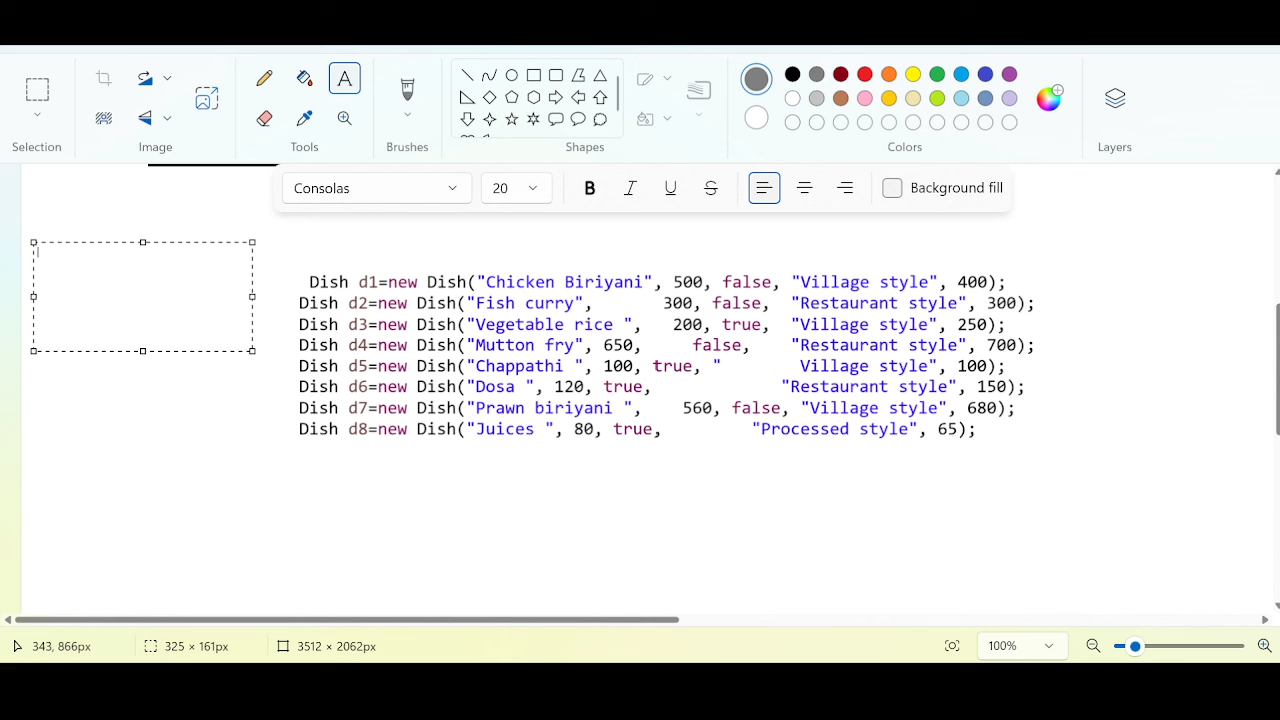 Selection
Image
Tools
Brushes
Shapes
Colors
Layers
Consolas
20
B I U S
Background fill
Dish d1=new Dish("Chicken Biriyani", 500, false, "Village style", 400);
Dish d2=new Dish("Fish curry", 300, false, "Restaurant style", 300);
Dish d3=new Dish("Vegetable rice ", 200, true, "Village style", 250);
Dish d4=new Dish("Mutton fry", 650, false, "Restaurant style", 700);
Dish d5=new Dish("Chappathi ", 100, true, " Village style", 100);
Dish d6=new Dish("Dosa ", 120, true, "Restaurant style", 150);
Dish d7=new Dish("Prawn biriyani ", 560, false, "Village style", 680);
Dish d8=new Dish("Juices ", 80, true, "Processed style", 65);
343, 866px
325 × 161px
3512 × 2062px
100%